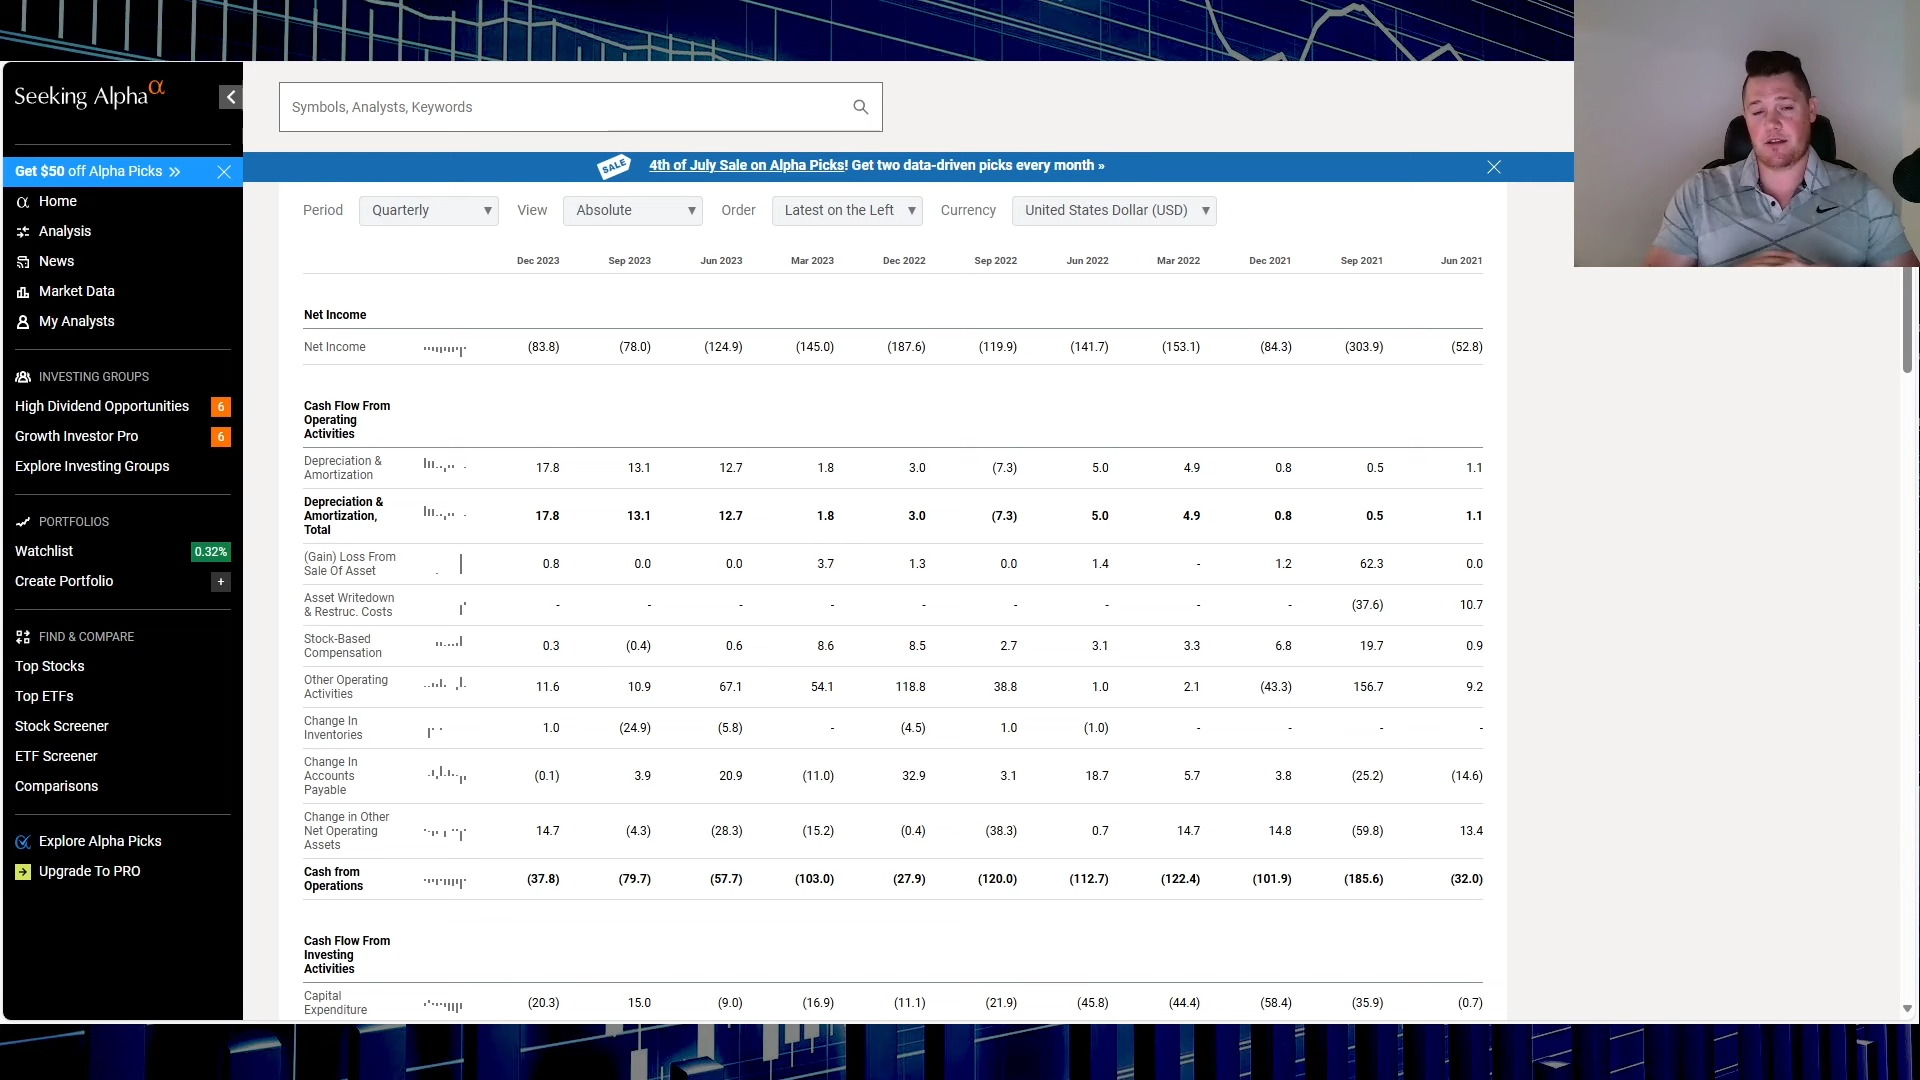 Seeking Alpha α
Get $50 off Alpha Picks
Home
Analysis
News
Market Data
My Analysts
INVESTING GROUPS
High Dividend Opportunities 6
Growth Investor Pro 6
Explore Investing Groups
PORTFOLIOS
Watchlist 0.32%
Create Portfolio +
FIND & COMPARE
Top Stocks
Top ETFs
Stock Screener
ETF Screener
Comparisons
Explore Alpha Picks
Upgrade To PRO
Symbols, Analysts, Keywords
SALE 4th of July Sale on Alpha Picks! Get two data-driven picks every month »
Period Quarterly View Absolute Order Latest on the Left Currency United States Dollar (USD)
Dec 2023 Sep 2023 Jun 2023 Mar 2023 Dec 2022 Sep 2022 Jun 2022 Mar 2022 Dec 2021 Sep 2021 Jun 2021
Net Income
Net Income (83.8) (78.0) (124.9) (145.0) (187.6) (119.9) (141.7) (153.1) (84.3) (303.9) (52.8)
Cash Flow From
Operating
Activities
Depreciation &
Amortization 17.8 13.1 12.7 1.8 3.0 (7.3) 5.0 4.9 0.8 0.5 1.1
Depreciation &
Amortization, 17.8 13.1 12.7 1.8 3.0 (7.3) 5.0 4.9 0.8 0.5 1.1
Total
(Gain) Loss From
Sale Of Asset 0.8 0.0 0.0 3.7 1.3 0.0 1.4 - 1.2 62.3 0.0
Asset Writedown
& Restruc. Costs - - - - - - - - - (37.6) 10.7
Stock-Based
Compensation 0.3 (0.4) 0.6 8.6 8.5 2.7 3.1 3.3 6.8 19.7 0.9
Other Operating
Activities 11.6 10.9 67.1 54.1 118.8 38.8 1.0 2.1 (43.3) 156.7 9.2
Change In
Inventories 1.0 (24.9) (5.8) - (4.5) 1.0 (1.0) - - - -
Change In
Accounts (0.1) 3.9 20.9 (11.0) 32.9 3.1 18.7 5.7 3.8 (25.2) (14.6)
Payable
Change in Other
Net Operating 14.7 (4.3) (28.3) (15.2) (0.4) (38.3) 0.7 14.7 14.8 (59.8) 13.4
Assets
Cash from
Operations (37.8) (79.7) (57.7) (103.0) (27.9) (120.0) (112.7) (122.4) (101.9) (185.6) (32.0)
Cash Flow From
Investing
Activities
Capital
Expenditure (20.3) 15.0 (9.0) (16.9) (11.1) (21.9) (45.8) (44.4) (58.4) (35.9) (0.7)